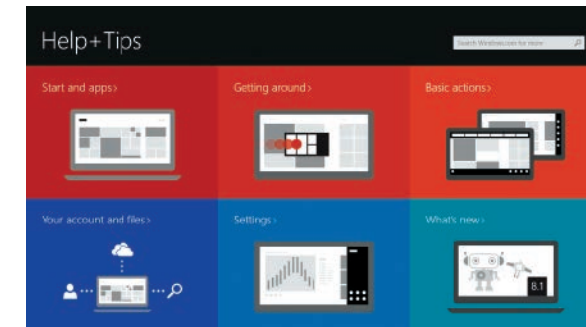 Help+Tips
Search Windows.com for more
Start and apps›
Getting around›
Basic actions›
Your account and files›
Settings›
What's new›
8.1